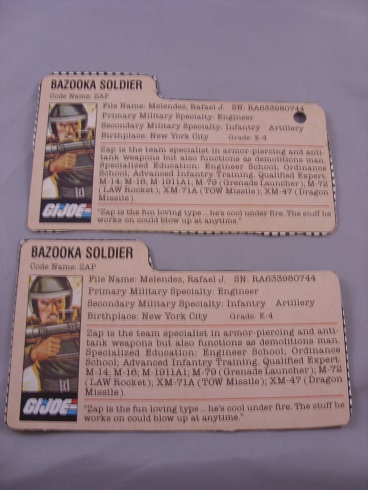 BAZOOKA SOLDIER
Code Name: ZAP
File Name: Melendez, Rafael J. SN: RA633980744
Primary Military Specialty: Engineer
Secondary Military Specialty: Infantry Artillery
Birthplace: New York City Grade: E-4
Zap is the team specialist in armor-piercing and anti-
tank weapons but also functions as demolitions man.
Specialized Education: Engineer School; Ordinance
School; Advanced Infantry Training. Qualified Expert:
M-14; M-16; M-1911A1; M-79 (Grenade Launcher); M-72
(LAW Rocket); XM-71A (TOW Missile); XM-47 (Dragon
Missile).
"Zap is the fun loving type ...he's cool under fire. The stuff he
works on could blow up at anytime."
GI JOE
BAZOOKA SOLDIER
Code Name: ZAP
File Name: Melendez, Rafael J. SN: RA633980744
Primary Military Specialty: Engineer
Secondary Military Specialty: Infantry Artillery
Birthplace: New York City Grade: E-4
Zap is the team specialist in armor-piercing and anti-
tank weapons but also functions as demolitions man.
Specialized Education: Engineer School; Ordinance
School; Advanced Infantry Training. Qualified Expert:
M-14; M-16; M-1911A1; M-79 (Grenade Launcher); M-72
(LAW Rocket); XM-71A (TOW Missile); XM-47 (Dragon
Missile).
"Zap is the fun loving type ...he's cool under fire. The stuff he
works on could blow up at anytime."
GI JOE